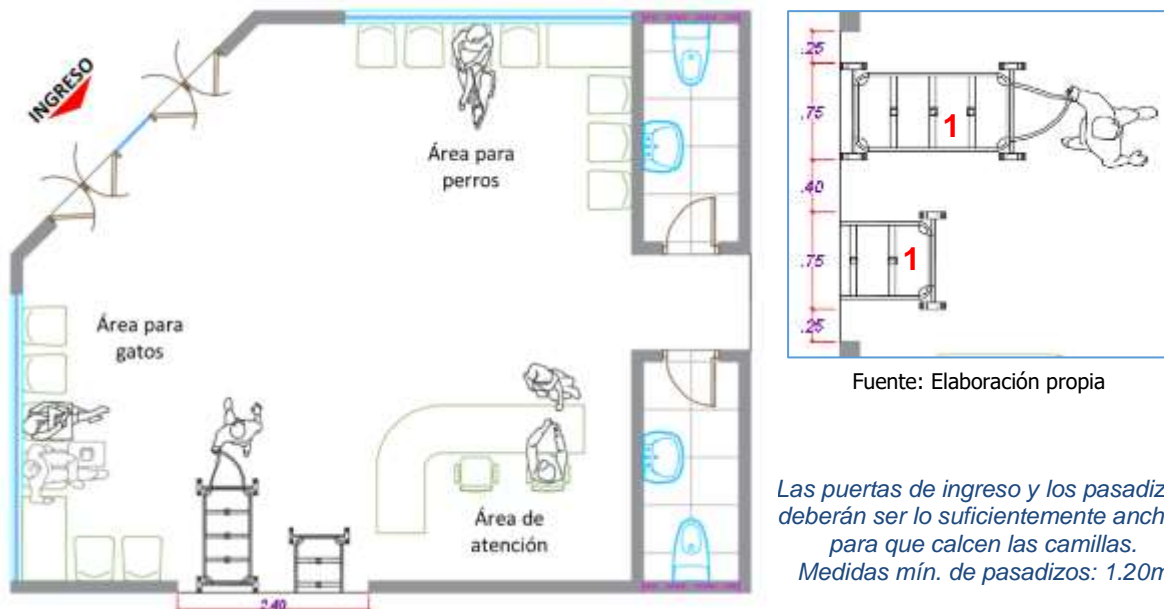 INGRESO
Área para
perros
Área para
gatos
Área de
atención
2.40
.25
.75
.40
.75
.25
1
1
Fuente: Elaboración propia
Las puertas de ingreso y los pasadiz
deberán ser lo suficientemente anch
para que calcen las camillas.
Medidas mín. de pasadizos: 1.20m